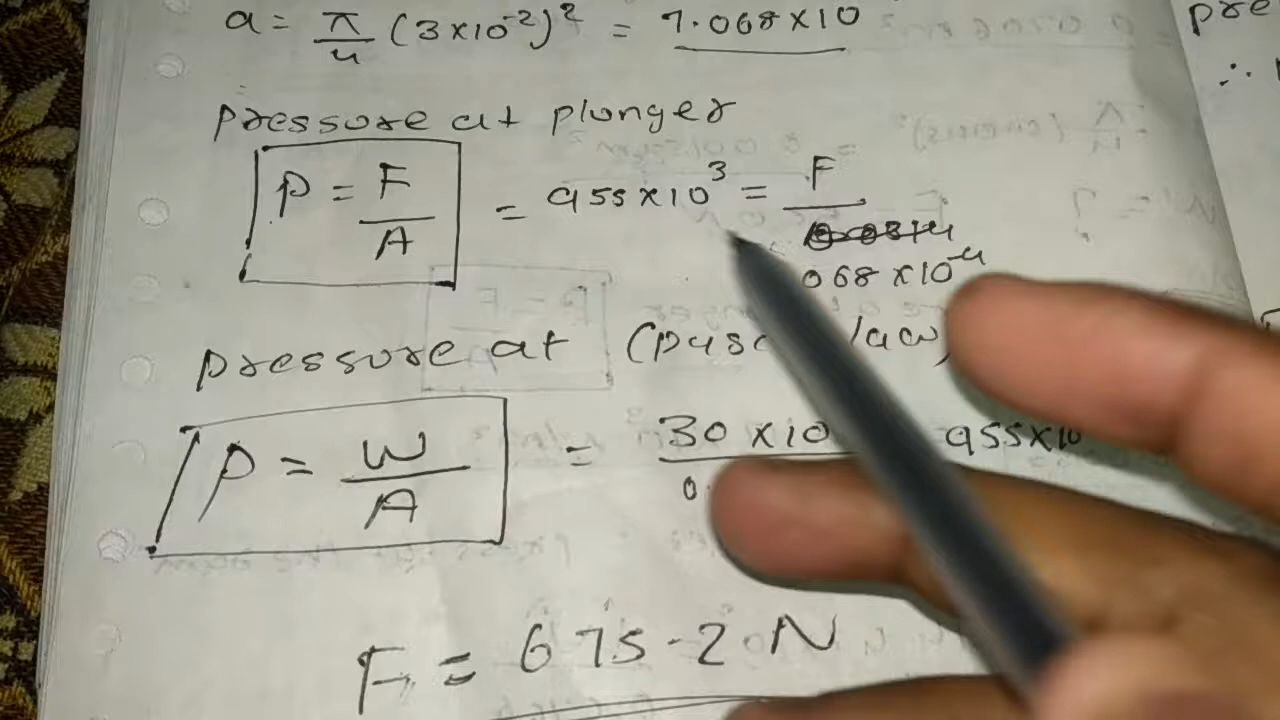 a = π/4 (3×10⁻²)² = 7.068×10
pre
∴
pressure at plunger
P = F/A = 955×10³ = F/068×10⁻⁴
pressure at ( law)
P = W/A = 30×10 955×10
F = 675.2 N